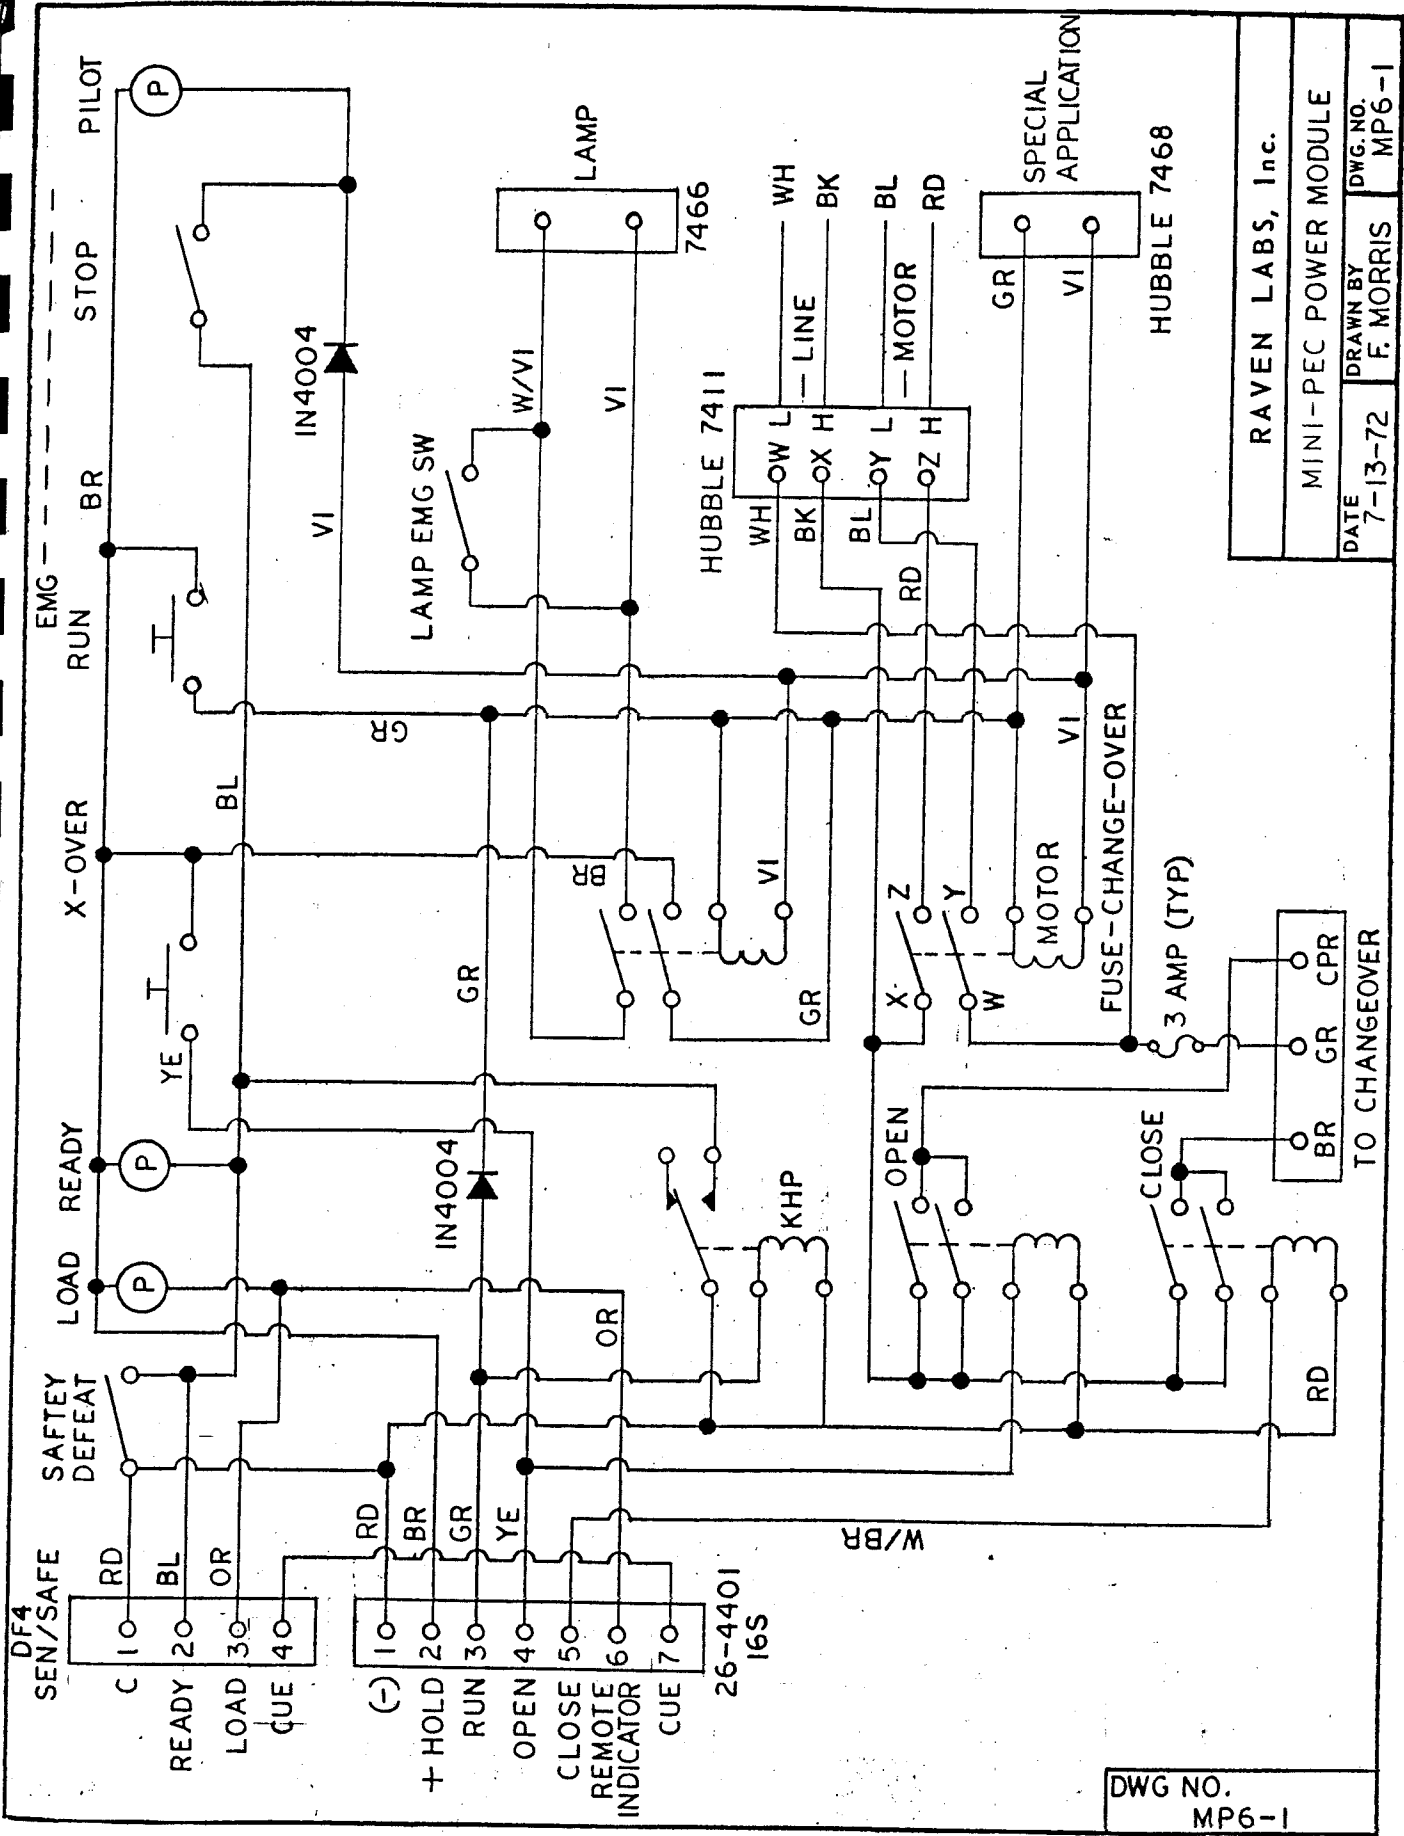 DF4
SEN/SAFE
C
READY
LOAD
CUE
1
2
3
4
RD
BL
OR
SAFTEY
DEFEAT
LOAD
READY
P
P
YE
X-OVER
BL
EMG
RUN
BR
STOP
PILOT
P
(-)
+ HOLD
RUN
OPEN
CLOSE
REMOTE
INDICATOR
CUE
1
2
3
4
5
6
7
26-4401
16S
RD
BR
GR
YE
OR
W/BR
IN4004
GR
GR
VI
IN4004
LAMP EMG SW
W/VI
VI
LAMP
7466
BR
VI
GR
KHP
HUBBLE 7411
WH
BK
BL
RD
W L
X H
Y L
Z H
LINE
MOTOR
WH
BK
BL
RD
GR
VI
SPECIAL
APPLICATION
HUBBLE 7468
X
Z
W
Y
MOTOR
VI
FUSE-CHANGE-OVER
3 AMP (TYP)
OPEN
CLOSE
RD
BR
GR
CPR
TO CHANGEOVER
RAVEN LABS, Inc.
MINI-PEC POWER MODULE
DATE
7-13-72
DRAWN BY
F. MORRIS
DWG. NO.
MP6-1
DWG NO.
MP6-1